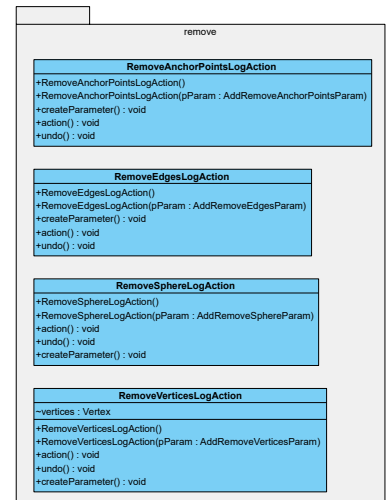 remove
RemoveAnchorPointsLogAction
+RemoveAnchorPointsLogAction()
+RemoveAnchorPointsLogAction(pParam : AddRemoveAnchorPointsParam)
+createParameter() : void
+action() : void
+undo() : void
RemoveEdgesLogAction
+RemoveEdgesLogAction()
+RemoveEdgesLogAction(pParam : AddRemoveEdgesParam)
+createParameter() : void
+action() : void
+undo() : void
RemoveSphereLogAction
+RemoveSphereLogAction()
+RemoveSphereLogAction(pParam : AddRemoveSphereParam)
+action() : void
+undo() : void
+createParameter() : void
RemoveVerticesLogAction
~vertices : Vertex
+RemoveVerticesLogAction()
+RemoveVerticesLogAction(pParam : AddRemoveVerticesParam)
+action() : void
+undo() : void
+createParameter() : void